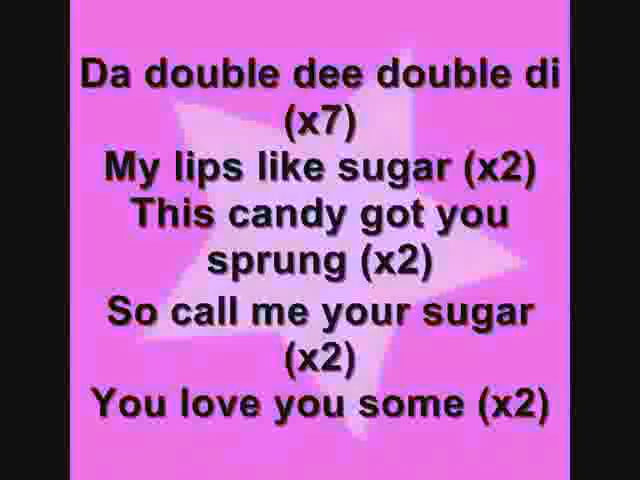 Da double dee double di
(x7)
My lips like sugar (x2)
This candy got you
sprung (x2)
So call me your sugar
(x2)
You love you some (x2)